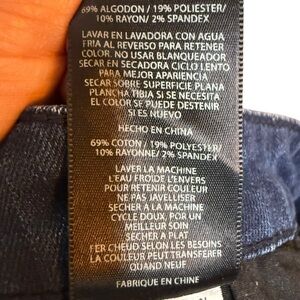 69% ALGODON / 19% POLIESTER/
10% RAYON/ 2% SPANDEX
LAVAR EN LAVADORA CON AGUA
FRIA AL REVERSO PARA RETENER
COLOR. NO USAR BLANQUEADOR
SECAR EN SECADORA CICLO LENTO
PARA MEJOR APARIENCIA
SECAR SOBRE SUPERFICIE PLANA
PLANCHA TIBIA SI SE NECESITA
EL COLOR SE PUEDE DESTENIR
SI ES NUEVO
HECHO EN CHINA
69% COTON / 19% POLYESTER/
10% RAYONNE/ 2% SPANDEX
LAVER LA MACHINE
L'EAU FROIDE L'ENVERS
POUR RETENIR COULEUR
NE PAS JAVELLISER
SECHER A LA MACHINE
CYCLE DOUX, POR UN
MEILLEUR SOIN
SECHER A PLAT
FER CHEUD SELON LES BESOINS
LA COULEUR PEUT TRANSFERER
QUAND NEUF
FABRIQUE EN CHINE